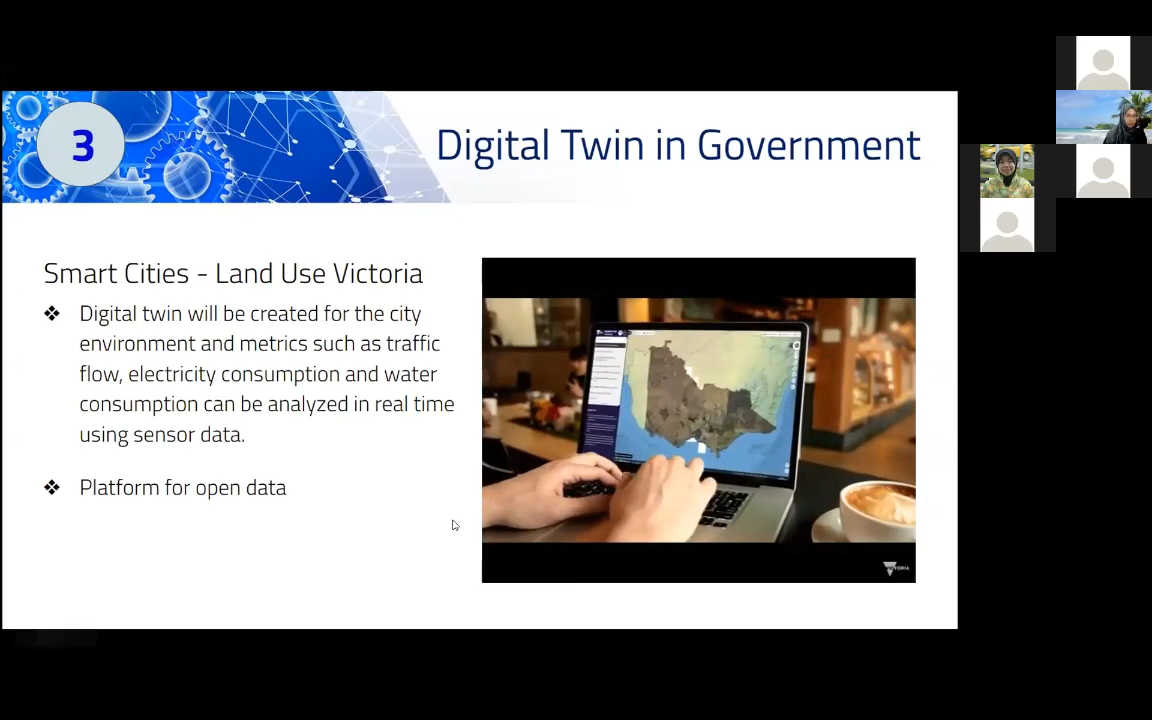 3
Digital Twin in Government
Smart Cities - Land Use Victoria
❖ Digital twin will be created for the city
environment and metrics such as traffic
flow, electricity consumption and water
consumption can be analyzed in real time
using sensor data.
❖ Platform for open data